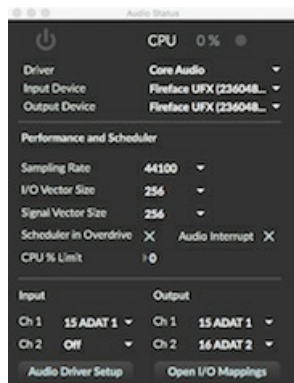 Audio Status
CPU 0 %
Driver Core Audio
Input Device Fireface UFX (236048...
Output Device Fireface UFX (236048...
Performance and Scheduler
Sampling Rate 44100
I/O Vector Size 256
Signal Vector Size 256
Scheduler in Overdrive X Audio Interrupt X
CPU % Limit 0
Input Output
Ch 1 15 ADAT 1 Ch 1 15 ADAT 1
Ch 2 Off Ch 2 16 ADAT 2
Audio Driver Setup Open I/O Mappings